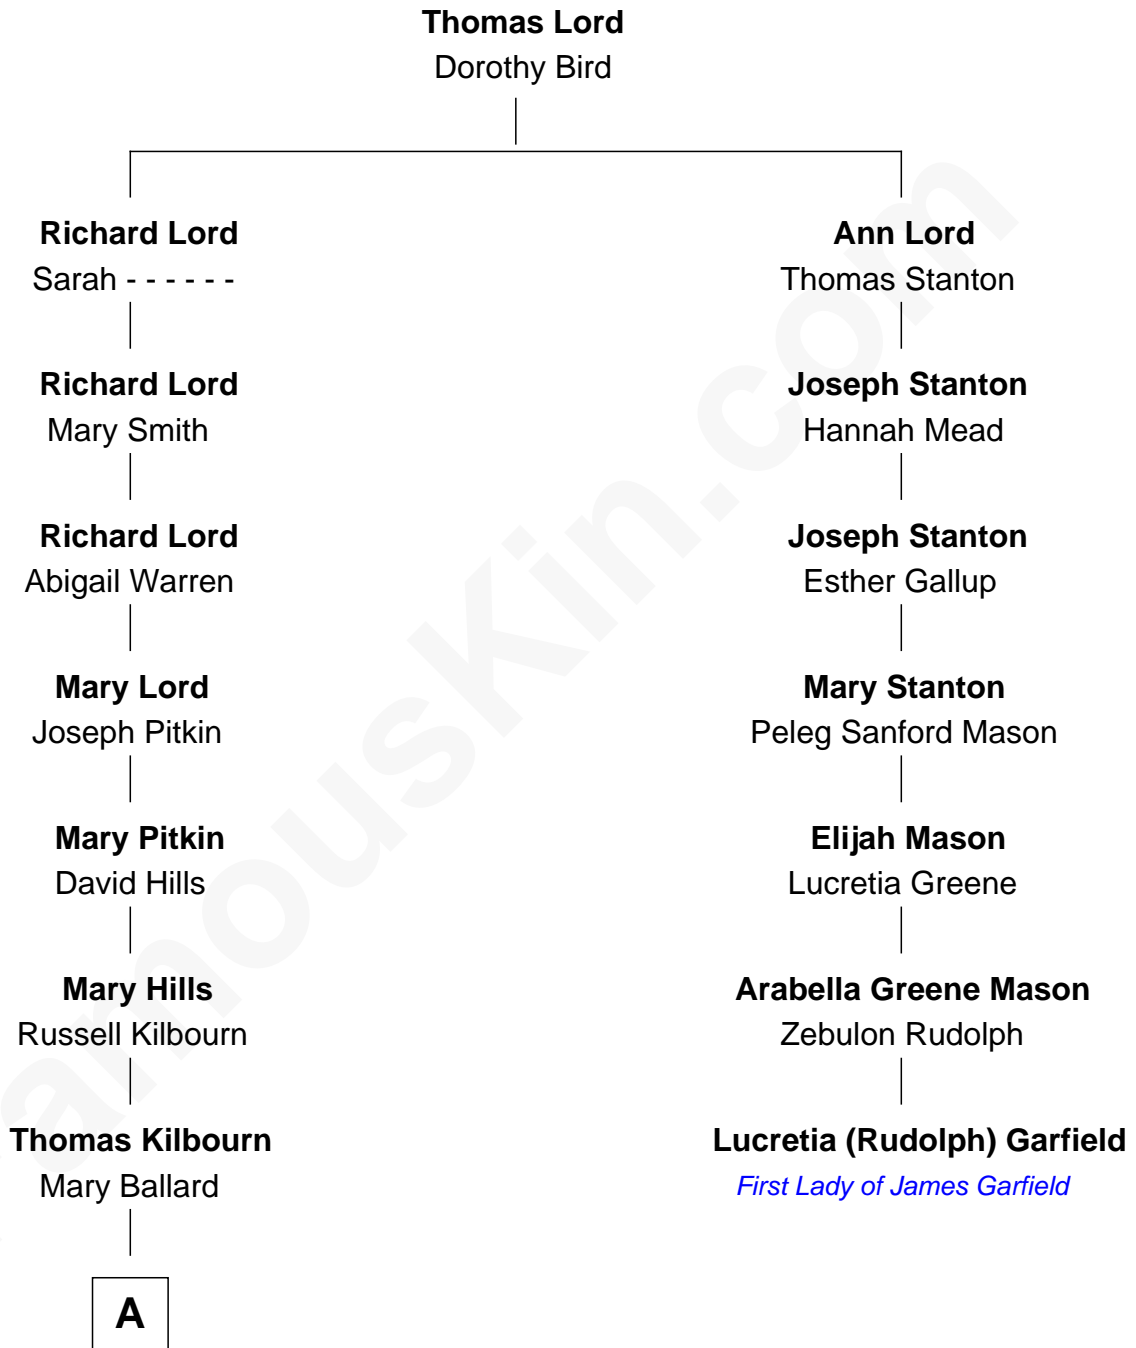 Thomas Lord
Dorothy Bird
Richard Lord
Sarah - - - - - -
Richard Lord
Mary Smith
Richard Lord
Abigail Warren
Mary Lord
Joseph Pitkin
Mary Pitkin
David Hills
Mary Hills
Russell Kilbourn
Thomas Kilbourn
Mary Ballard
A
Ann Lord
Thomas Stanton
Joseph Stanton
Hannah Mead
Joseph Stanton
Esther Gallup
Mary Stanton
Peleg Sanford Mason
Elijah Mason
Lucretia Greene
Arabella Greene Mason
Zebulon Rudolph
Lucretia (Rudolph) Garfield
First Lady of James Garfield
amousKin.com